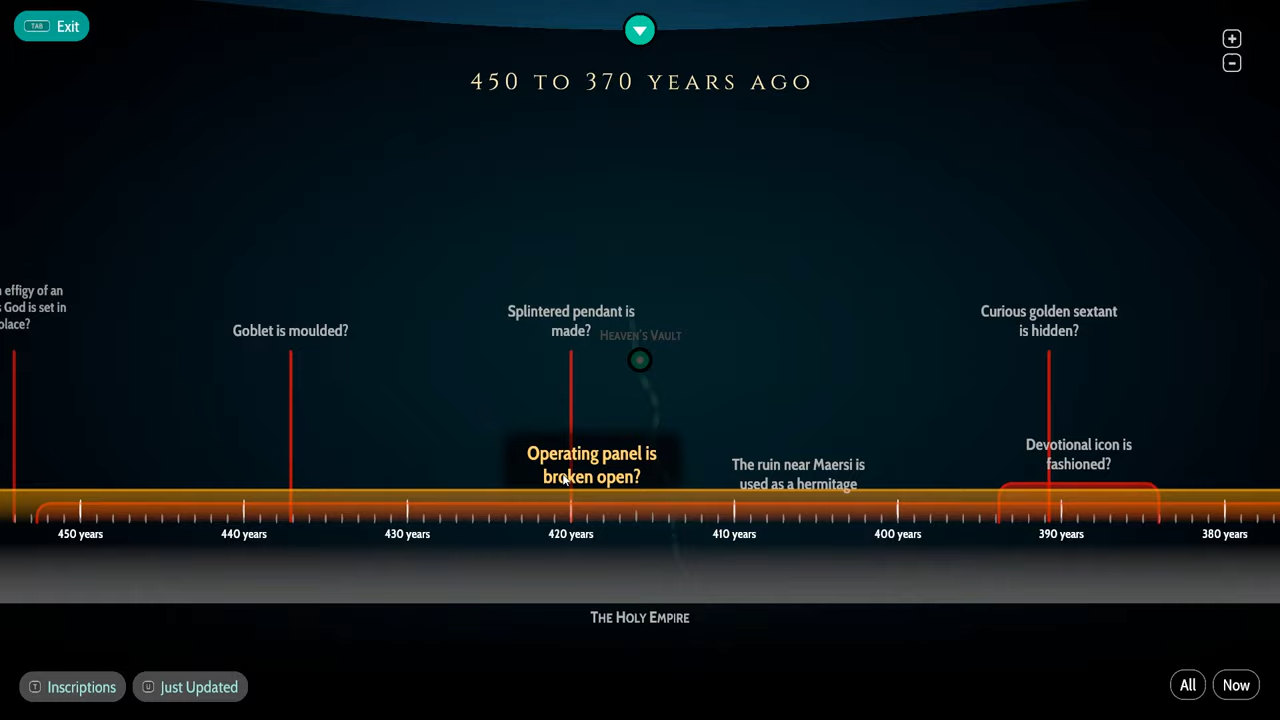 TAB Exit
+
-
450 TO 370 YEARS AGO
effigy of an
God is set in
Goblet is moulded?
Splintered pendant is
made?
HEAVEN'S VAULT
Curious golden sextant
is hidden?
Operating panel is
broken open?
The ruin near Maersi is
used as a hermitage
Devotional icon is
fashioned?
450 years
440 years
430 years
420 years
410 years
400 years
390 years
380 years
THE HOLY EMPIRE
T Inscriptions
U Just Updated
All
Now